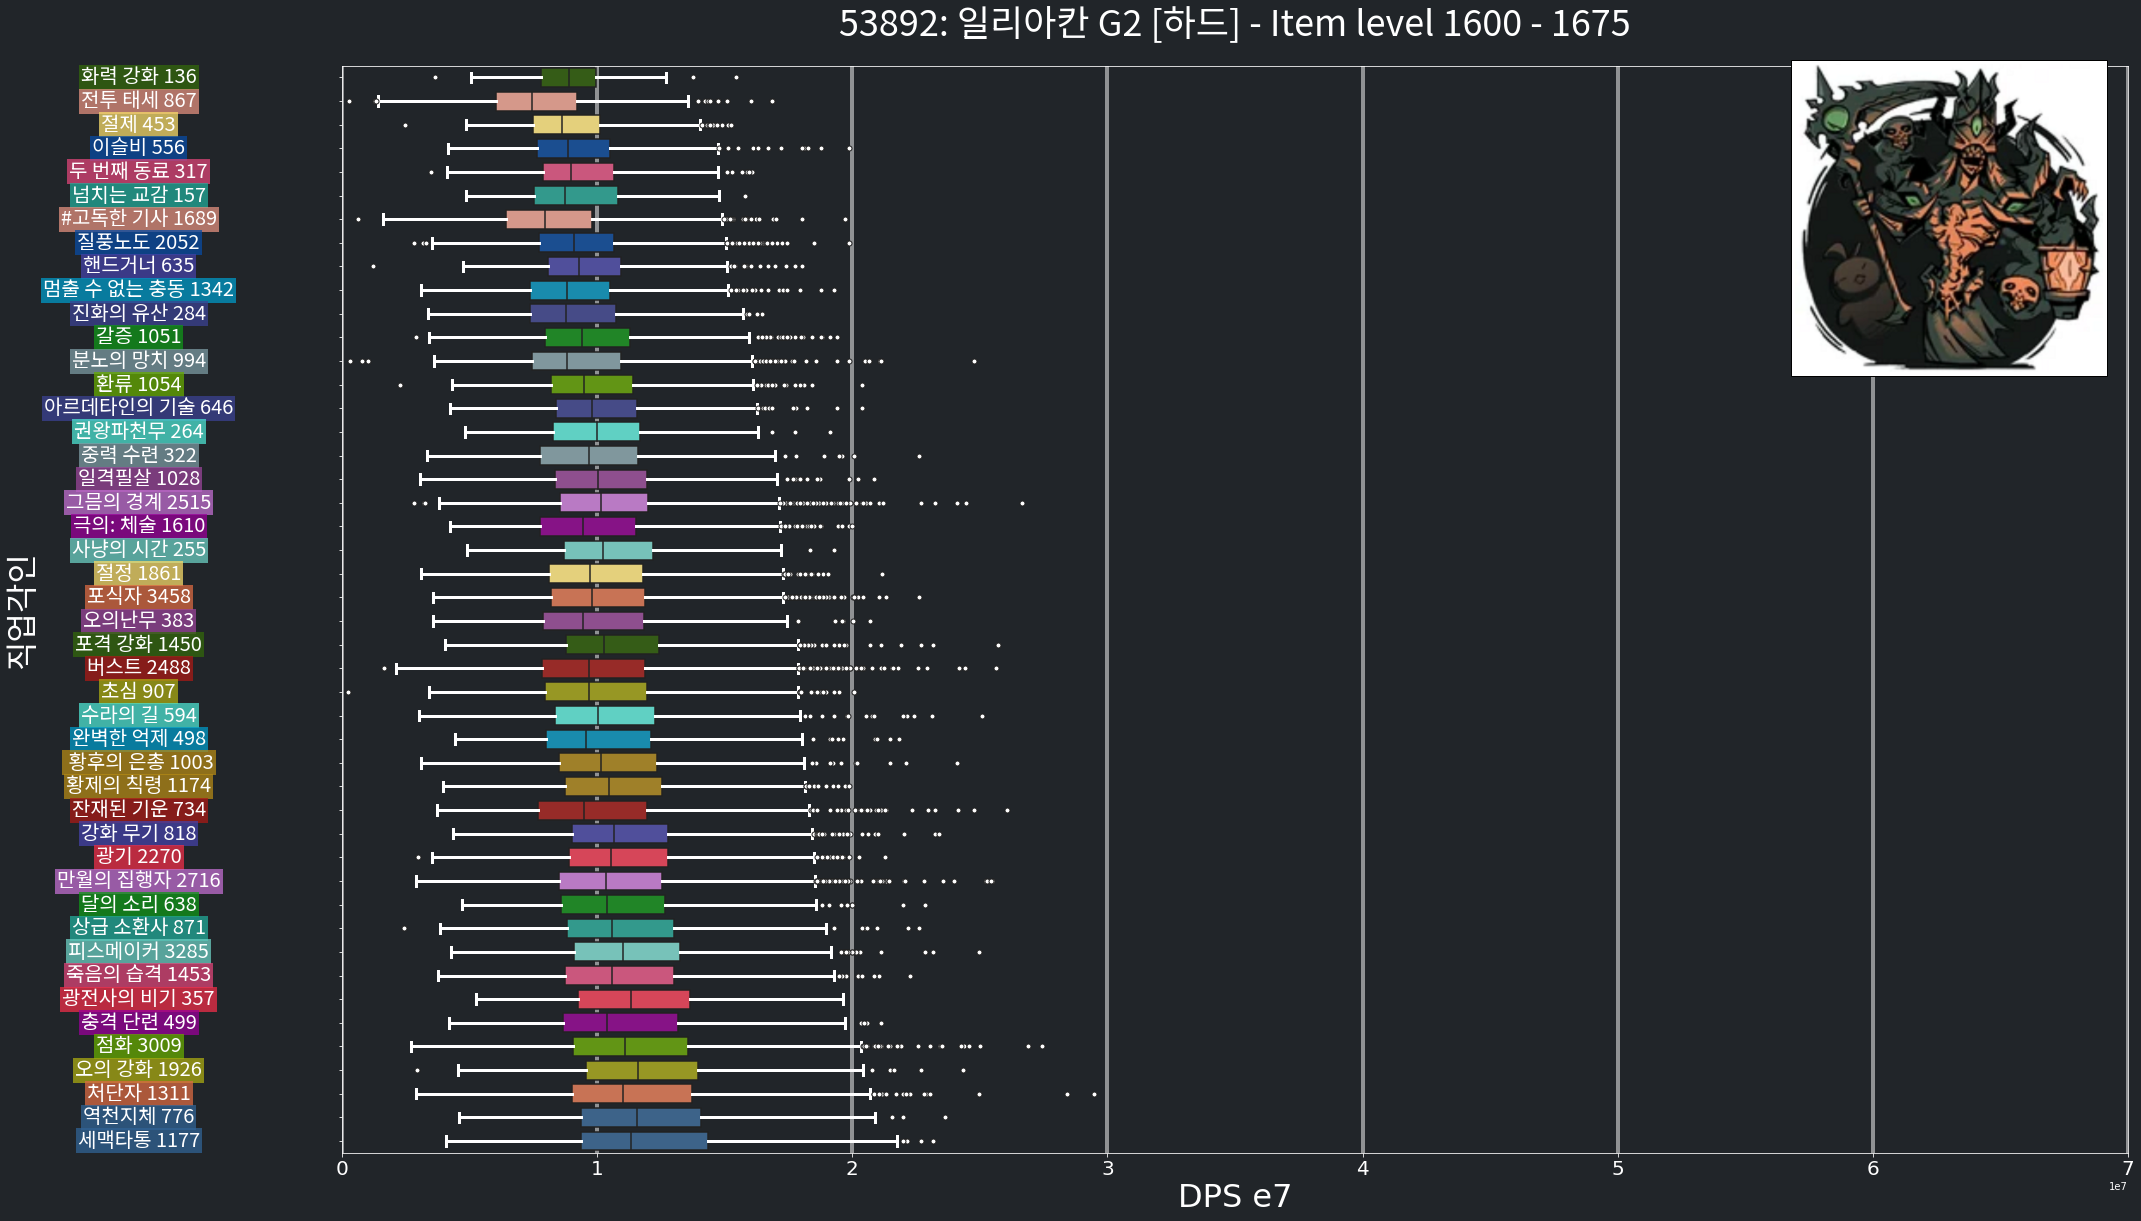 53892: 일리아칸 G2 [하드] - Item level 1600 - 1675
화력 강화 136
전투 태세 867
절제 453
이슬비 556
두 번째 동료 317
넘치는 교감 157
#고독한 기사 1689
질풍노도 2052
핸드거너 635
멈출 수 없는 충동 1342
진화의 유산 284
갈증 1051
분노의 망치 994
환류 1054
아르데타인의 기술 646
권왕파천무 264
중력 수련 322
일격필살 1028
그믐의 경계 2515
극의: 체술 1610
사냥의 시간 255
절정 1861
포식자 3458
오의난무 383
포격 강화 1450
버스트 2488
초심 907
수라의 길 594
완벽한 억제 498
황후의 은총 1003
황제의 칙령 1174
잔재된 기운 734
강화 무기 818
광기 2270
만월의 집행자 2716
달의 소리 638
상급 소환사 871
피스메이커 3285
죽음의 습격 1453
광전사의 비기 357
충격 단련 499
점화 3009
오의 강화 1926
처단자 1311
역천지체 776
세맥타통 1177
직업각인
0 1 2 3 4 5 6 7
DPS e7
1e7